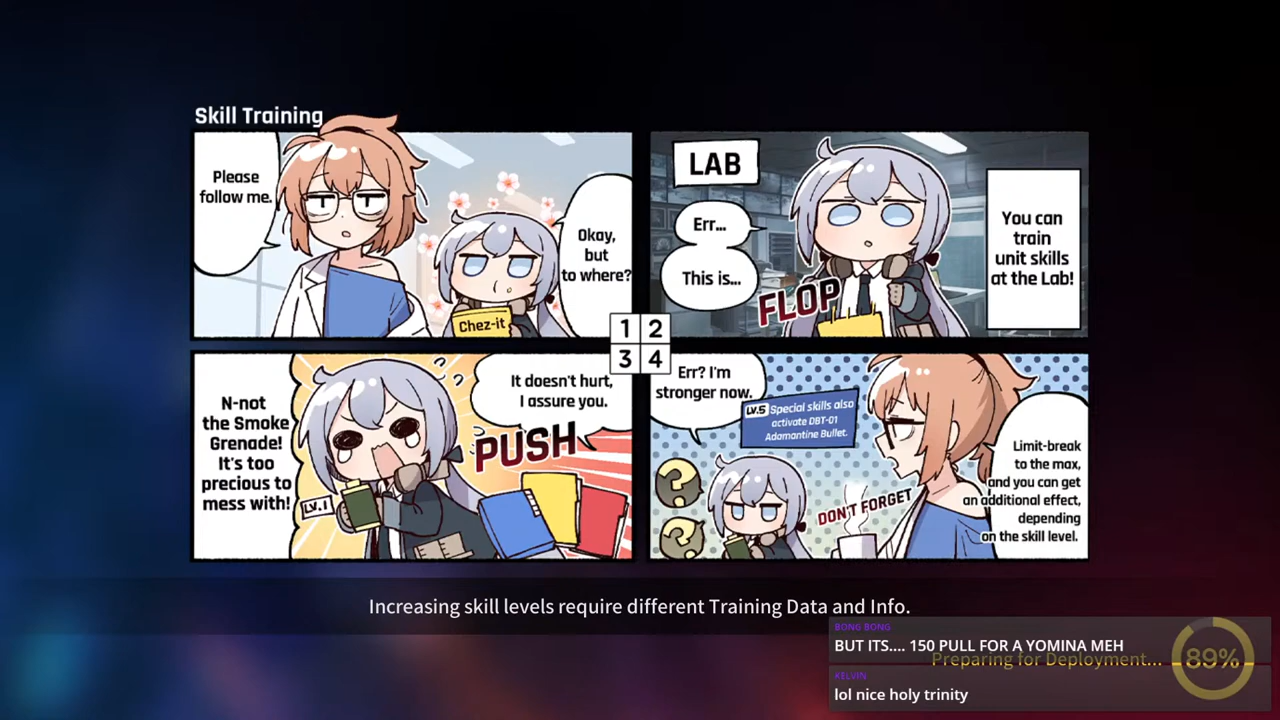 Skill Training
Please
follow me.
Okay,
but
to where?
Chez-it
LAB
Err...
This is...
FLOP
You can
train
unit skills
at the Lab!
1 2
3 4
N-not
the Smoke
Grenade!
It's too
precious to
mess with!
LV.1
It doesn't hurt,
I assure you.
PUSH
Err? I'm
stronger now.
LV.5 Special skills also
activate DBT-01
Adamantine Bullet.
?
?
DON'T FORGET
Limit-break
to the max,
and you can get
an additional effect,
depending
on the skill level.
Increasing skill levels require different Training Data and Info.
BONG BONG
BUT ITS.... 150 PULL FOR A YOMINA MEH
Preparing for Deployment...
89%
KELVIN
lol nice holy trinity